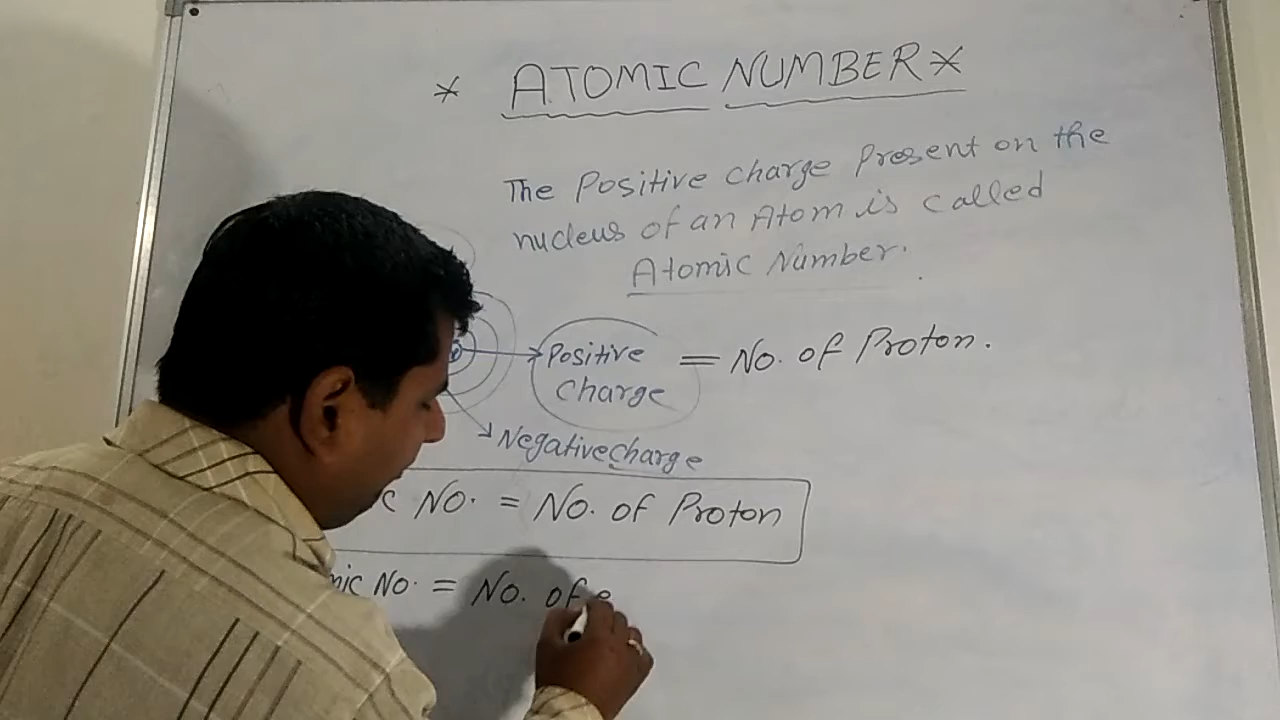 * ATOMIC NUMBER *
The Positive charge Present on the
nucleus of an Atom is called
Atomic Number.
Positive = No. of Proton.
Charge
Negative charge
c No. = No. of Proton
mic No. = No. of e